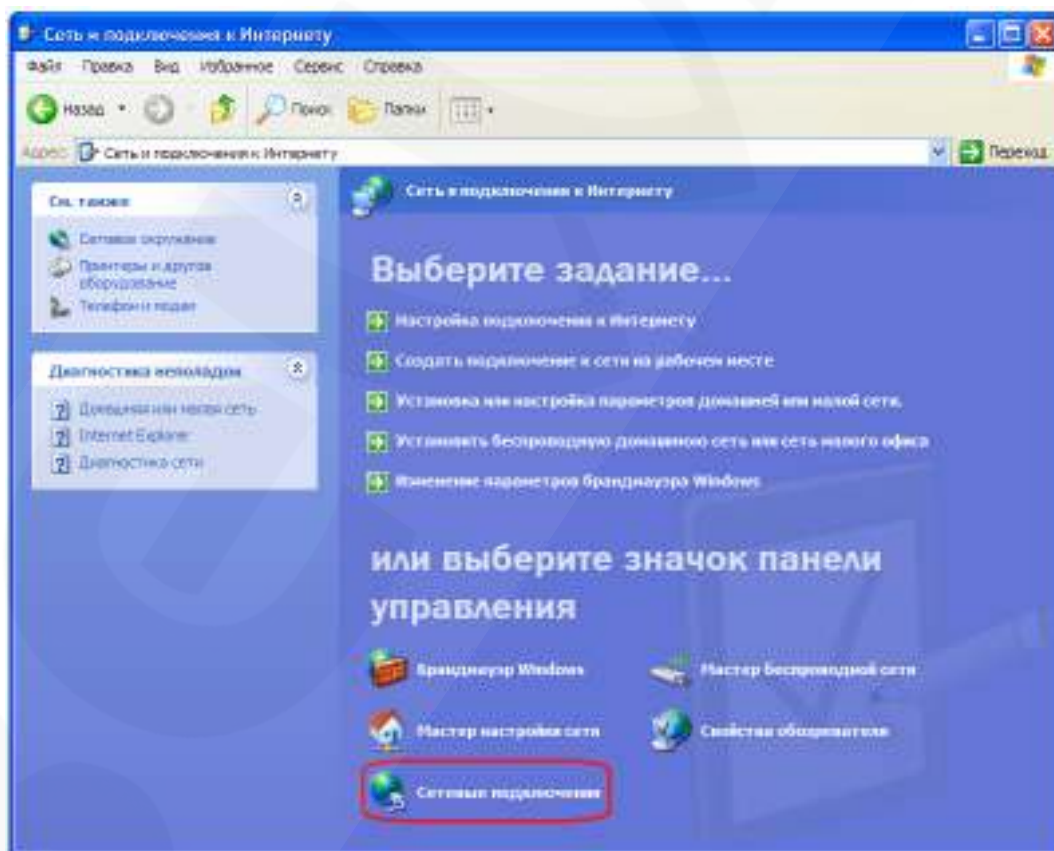 Сеть и подключения к Интернету
Файл Правка Вид Избранное Сервис Справка
Назад Поиск Папки
Адрес: Сеть и подключения к Интернету Переход
См. также
Сетевое окружение
Принтеры и другое
оборудование
Телефон и модем
Диагностика неполадок
Домашняя или малая сеть
Internet Explorer
Диагностика сети
Сеть и подключения к Интернету
Выберите задание...
Настройка подключения к Интернету
Создать подключение к сети на рабочем месте
Установка или настройка параметров домашней или малой сети.
Установить беспроводную домашнюю сеть или сеть малого офиса
Изменение параметров брандмауэра Windows
или выберите значок панели
управления
Брандмауэр Windows Мастер беспроводной сети
Мастер настройки сети Свойства обозревателя
Сетевые подключения